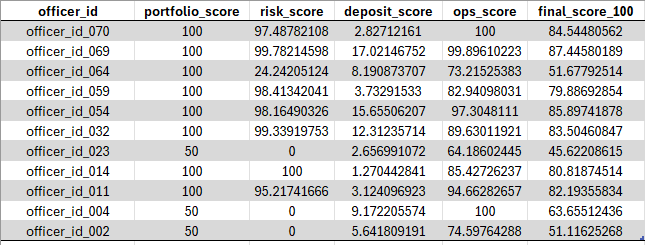 officer_id portfolio_score risk_score deposit_score ops_score final_score_100
officer_id_070 100 97.48782108 2.82712161 100 84.54480562
officer_id_069 100 99.78214598 17.02146752 99.89610223 87.44580189
officer_id_064 100 24.24205124 8.190873707 73.21525383 51.67792514
officer_id_059 100 98.41342041 3.73291533 82.94098031 79.88692854
officer_id_054 100 98.16490326 15.65506207 97.3048111 85.89741878
officer_id_032 100 99.33919753 12.31235714 89.63011921 83.50460847
officer_id_023 50 0 2.656991072 64.18602445 45.62208615
officer_id_014 100 100 1.270442841 85.42726237 80.81874514
officer_id_011 100 95.21741666 3.124096923 94.66282657 82.19355834
officer_id_004 50 0 9.172205574 100 63.65512436
officer_id_002 50 0 5.641809191 74.59764288 51.11625268